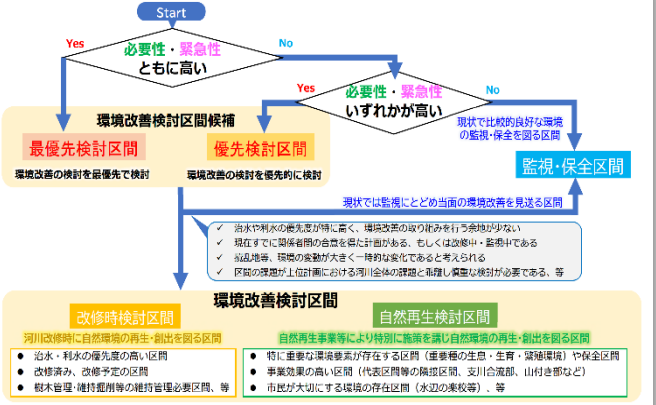 Start
必要性・緊急性
ともに高い
Yes
No
必要性・緊急性
いずれかが高い
Yes
No
環境改善検討区間候補
最優先検討区間
環境改善の検討を最優先で検討
優先検討区間
環境改善の検討を優先的に検討
現状で比較的良好な環境
の監視・保全を図る区間
監視・保全区間
現状では監視にとどめ当面の環境改善を見送る区間
✓ 治水や利水の優先度が特に高く、環境改善の取り組みを行う余地が少ない
✓ 現在すでに関係者間の合意を得た計画がある、もしくは改修中・監視中である
✓ 攪乱地等、環境の変動が大きく一時的な変化であると考えられる
✓ 区間の課題が上位計画における河川全体の課題と乖離し慎重な検討が必要である、等
環境改善検討区間
改修時検討区間
河川改修時に自然環境の再生・創出を図る区間
● 治水・利水の優先度の高い区間
● 改修済み、改修予定の区間
● 樹木管理・維持掘削等の維持管理必要区間、等
自然再生検討区間
自然再生事業等により特別に施策を講じ自然環境の再生・創出を図る区間
● 特に重要な環境要素が存在する区間（重要種の生息・生育・繁殖環境）や保全区間
● 事業効果の高い区間（代表区間等の隣接区間、支川合流部、山付き部など）
● 市民が大切にする環境の存在区間（水辺の楽校等）、等